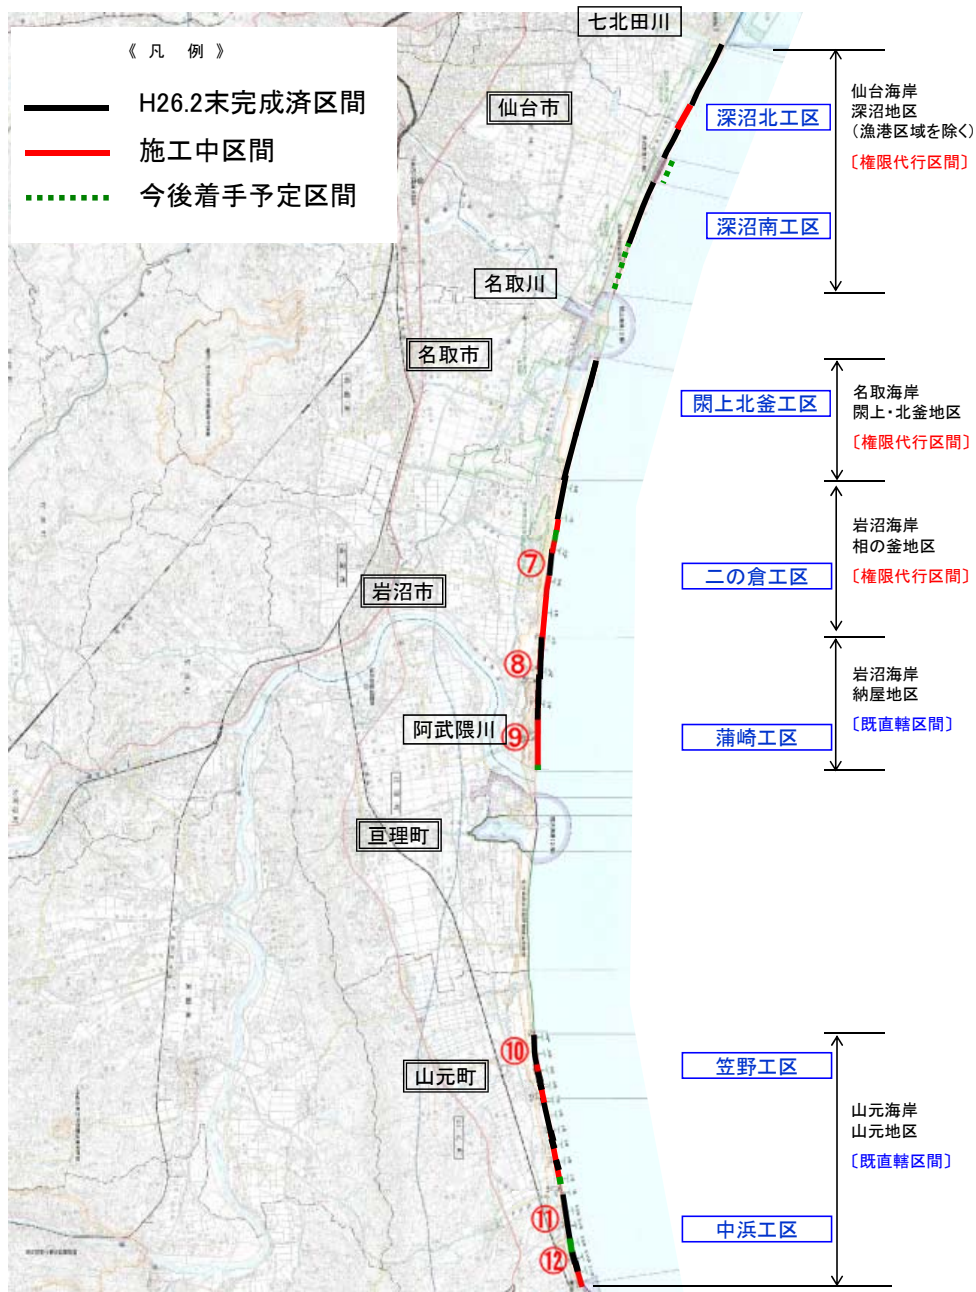 七北田川
《 凡 例 》
H26.2末完成済区間
施工中区間
今後着手予定区間
仙台市
深沼北工区
仙台海岸
深沼地区
(漁港区域を除く)
〔権限代行区間〕
深沼南工区
名取川
名取市
閖上北釜工区
名取海岸
閖上・北釜地区
〔権限代行区間〕
岩沼海岸
相の釜地区
〔権限代行区間〕
⑦
二の倉工区
岩沼市
⑧
岩沼海岸
納屋地区
〔既直轄区間〕
阿武隈川
⑨
蒲崎工区
亘理町
⑩
笠野工区
山元町
山元海岸
山元地区
〔既直轄区間〕
⑪
中浜工区
⑫